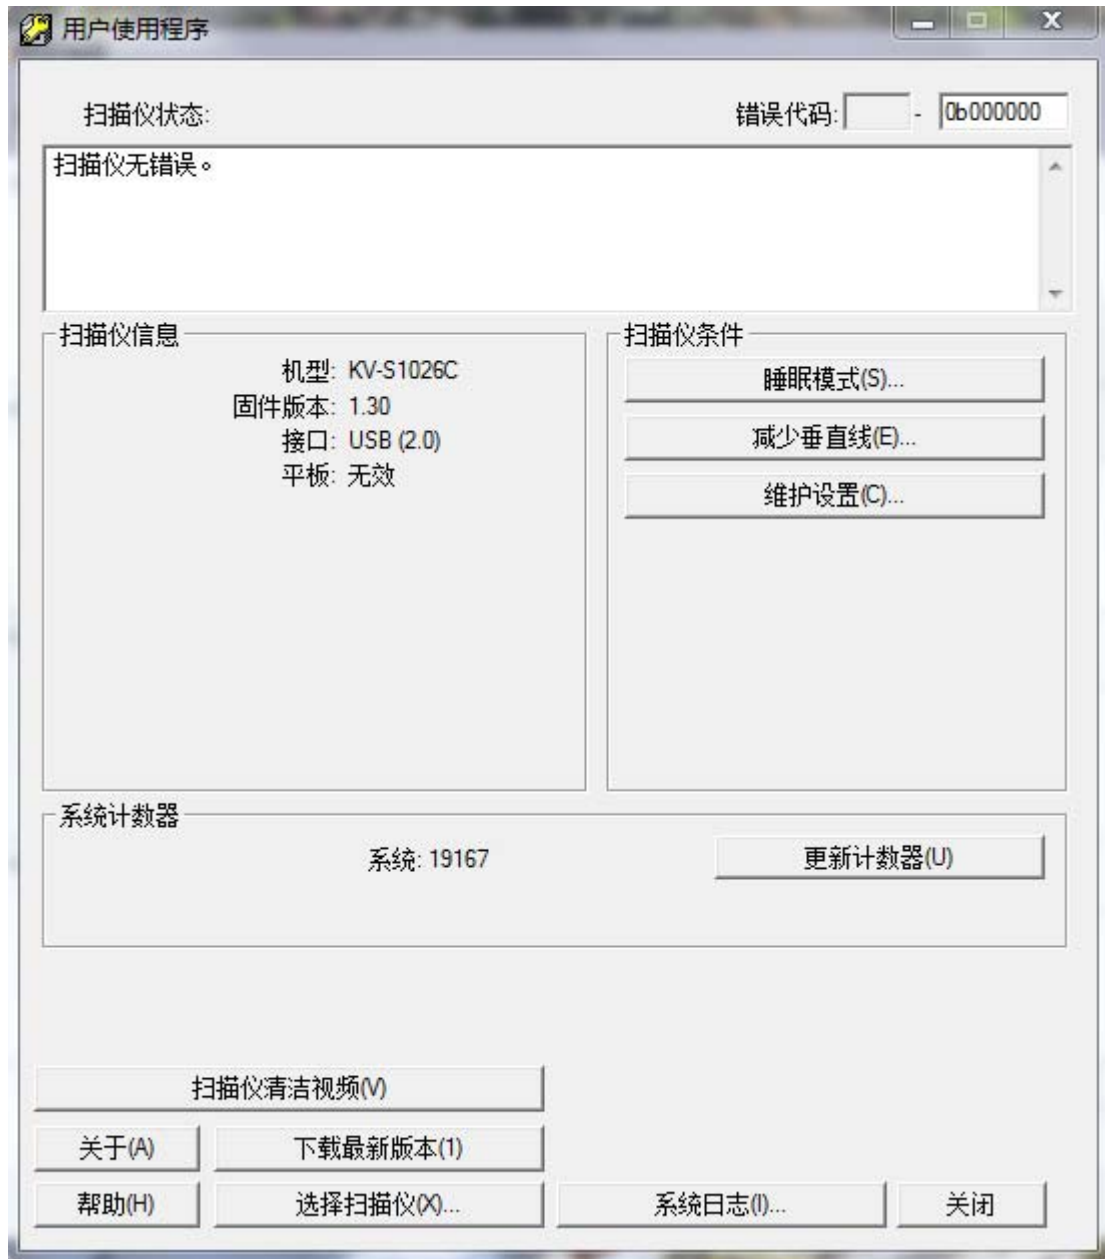 用户使用程序
扫描仪状态:
错误代码: - 0b000000
扫描仪无错误。
扫描仪信息
机型: KV-S1026C
固件版本: 1.30
接口: USB (2.0)
平板: 无效
扫描仪条件
睡眠模式(S)...
减少垂直线(E)...
维护设置(C)...
系统计数器
系统: 19167
更新计数器(U)
扫描仪清洁视频(V)
关于(A)
下载最新版本(1)
帮助(H)
选择扫描仪(X)...
系统日志(I)...
关闭